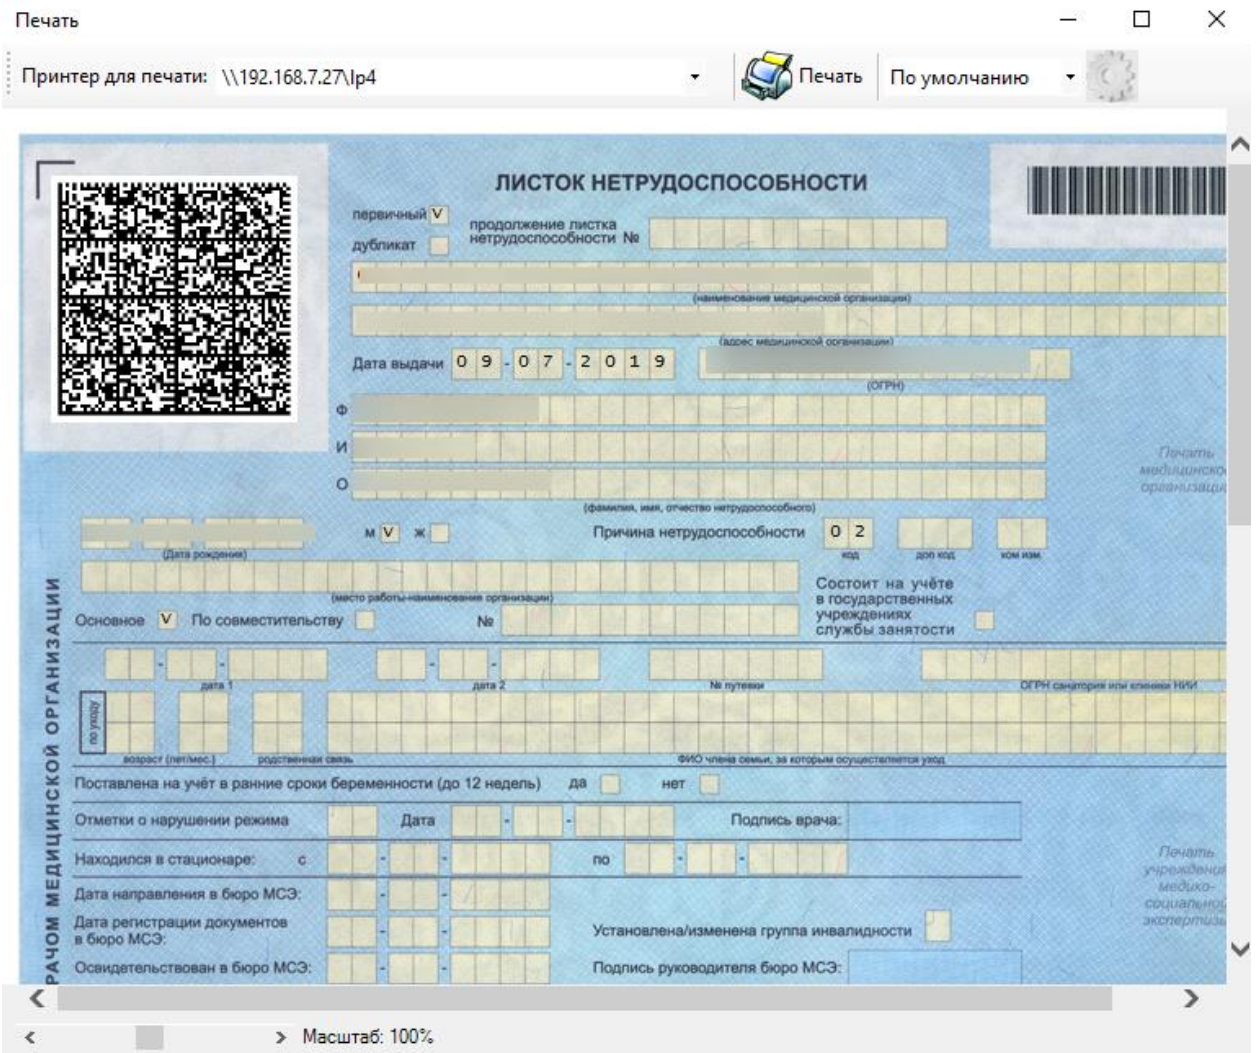 Печать
Принтер для печати: \\192.168.7.27\lp4
Печать
По умолчанию
ЛИСТОК НЕТРУДОСПОСОБНОСТИ
первичный V
продолжение листка
нетрудоспособности №
дубликат
(наименование медицинской организации)
(адрес медицинской организации)
Дата выдачи 09-07-2019
(ОГРН)
Ф
И
О
Печать
медицинско
организаци
(фамилия, имя, отчество нетрудоспособного)
м V ж
Причина нетрудоспособности 02
(Дата рождения)
код
доп код
ком изм.
(место работы-наименование организации)
Состоит на учёте
в государственных
учреждениях
службы занятости
Основное V По совместительству №
дата 1
дата 2
№ путевки
ОГРН санатория или клиники НИИ
по уходу
возраст (лет/мес.)
родственная связь
ФИО члена семьи, за которым осуществляется уход
Поставлена на учёт в ранние сроки беременности (до 12 недель) да нет
Отметки о нарушении режима Дата Подпись врача:
Находился в стационаре: с по
Печать
учреждени
медико-
социально
экспертизы
Дата направления в бюро МСЭ:
Дата регистрации документов
в бюро МСЭ:
Установлена/изменена группа инвалидности
Освидетельствован в бюро МСЭ:
Подпись руководителя бюро МСЭ:
РАЧОМ МЕДИЦИНСКОЙ ОРГАНИЗАЦИИ
Масштаб: 100%